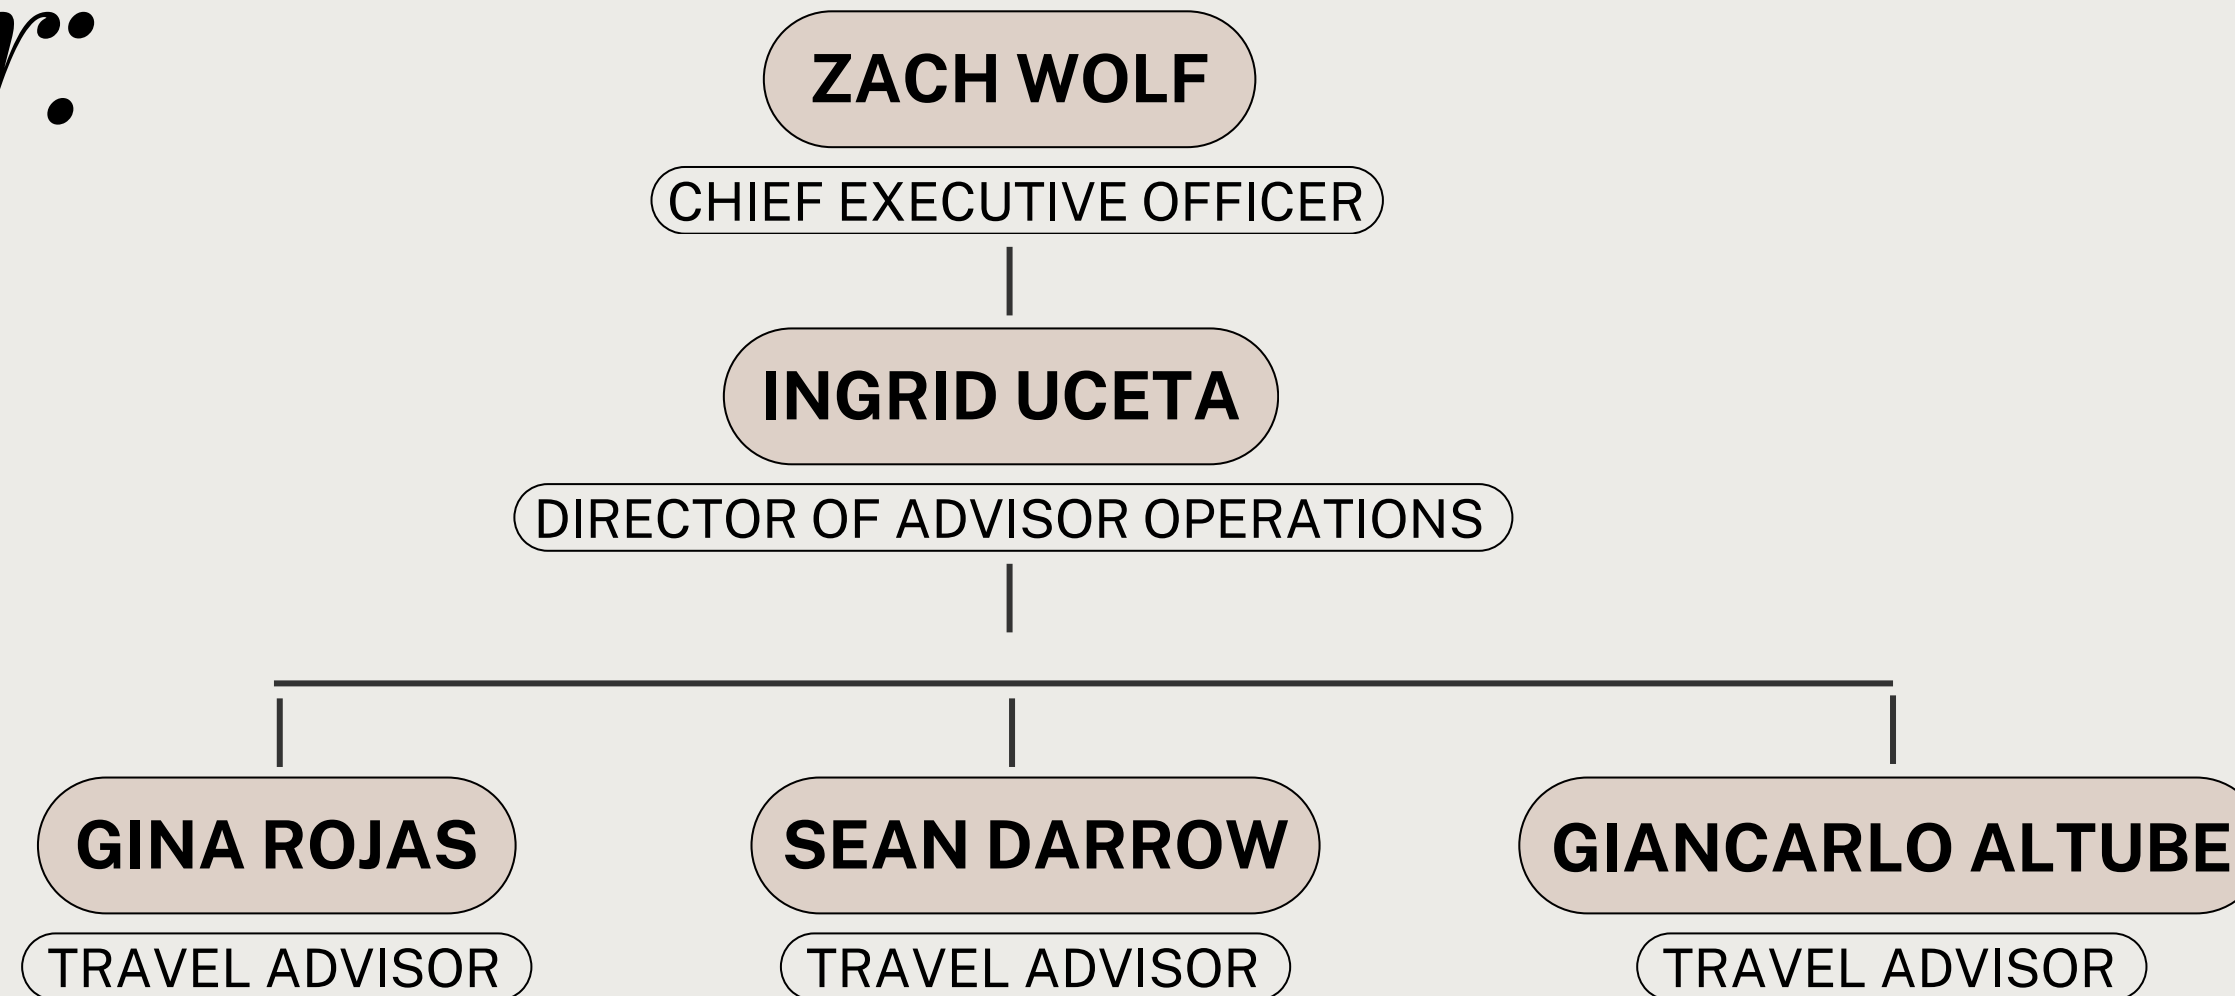 ZACH WOLF
CHIEF EXECUTIVE OFFICER
INGRID UCETA
DIRECTOR OF ADVISOR OPERATIONS
GINA ROJAS
SEAN DARROW
GIANCARLO ALTUBE
TRAVEL ADVISOR
TRAVEL ADVISOR
TRAVEL ADVISOR